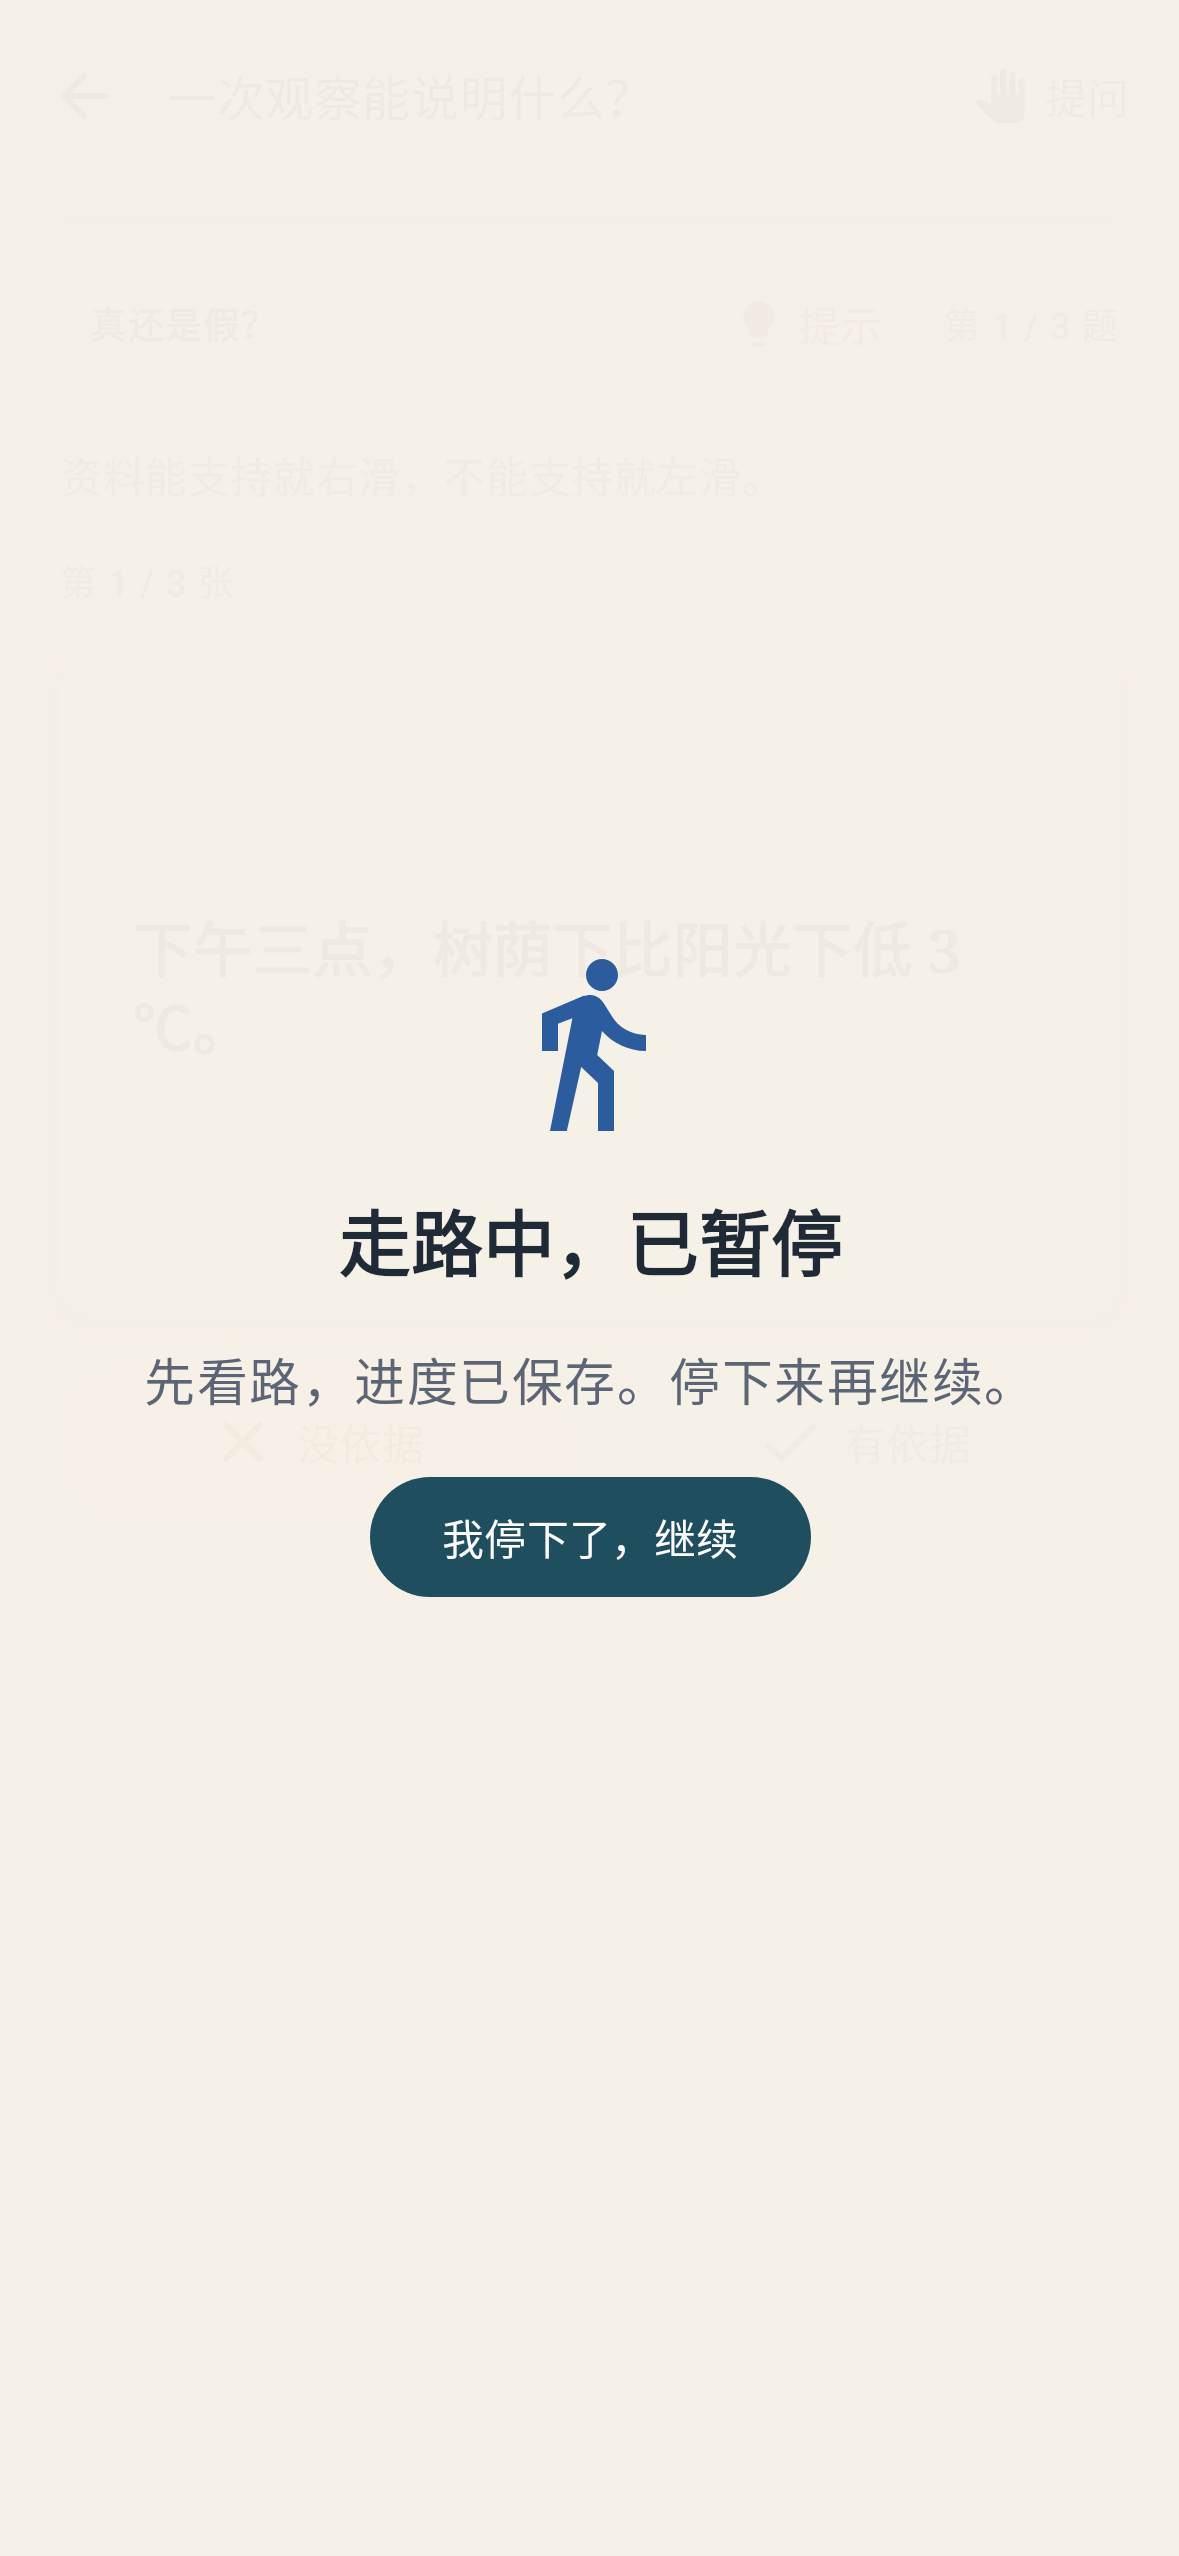 一次观察能说明什么？
提问
真还是假？
提示
第 1 / 3 题
资料能支持就右滑，不能支持就左滑。
第 1 / 3 张
下午三点，树荫下比阳光下低 3
℃。
走路中，已暂停
先看路，进度已保存。停下来再继续。
没依据
有依据
我停下了，继续